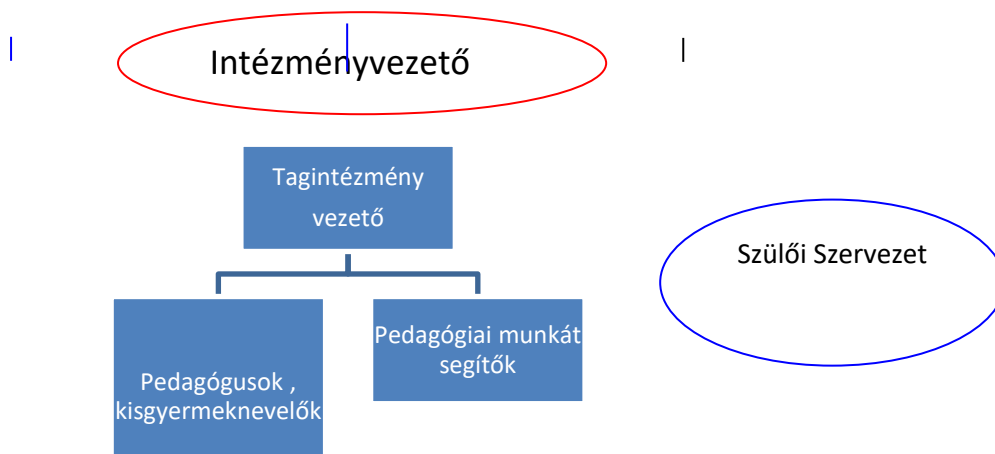 Intézményvezető
Tagintézmény
vezető
Szülői Szervezet
Pedagógiai munkát
segítők
Pedagógusok ,
kisgyermeknevelők